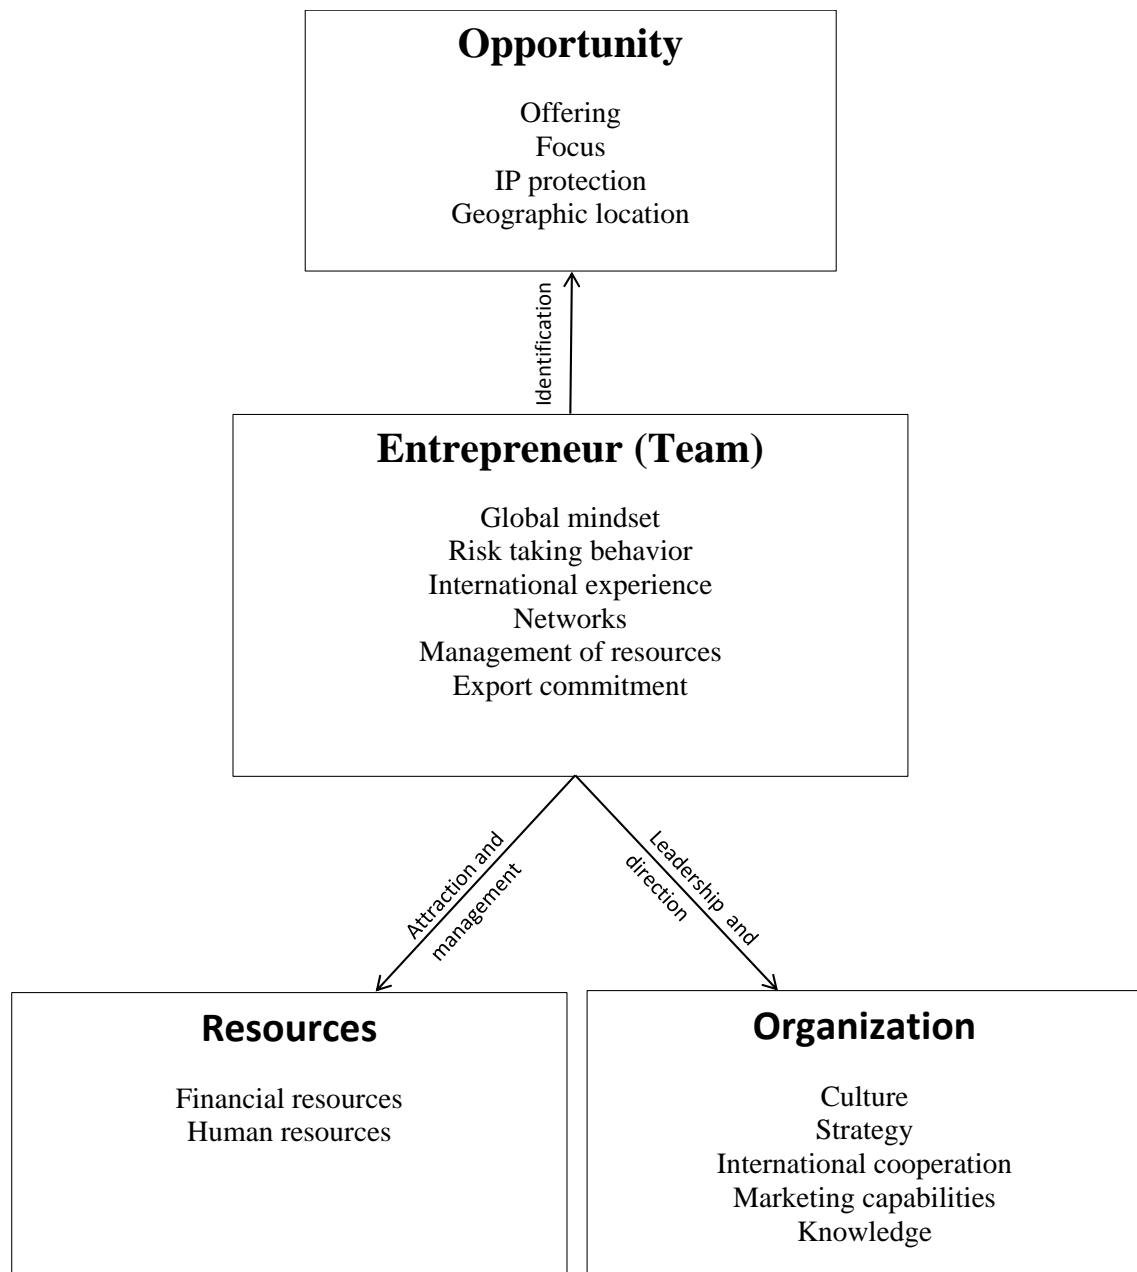 Opportunity
Offering
Focus
IP protection
Geographic location
Identification
Entrepreneur (Team)
Global mindset
Risk taking behavior
International experience
Networks
Management of resources
Export commitment
Attraction and
management
Leadership and
direction
Resources
Financial resources
Human resources
Organization
Culture
Strategy
International cooperation
Marketing capabilities
Knowledge